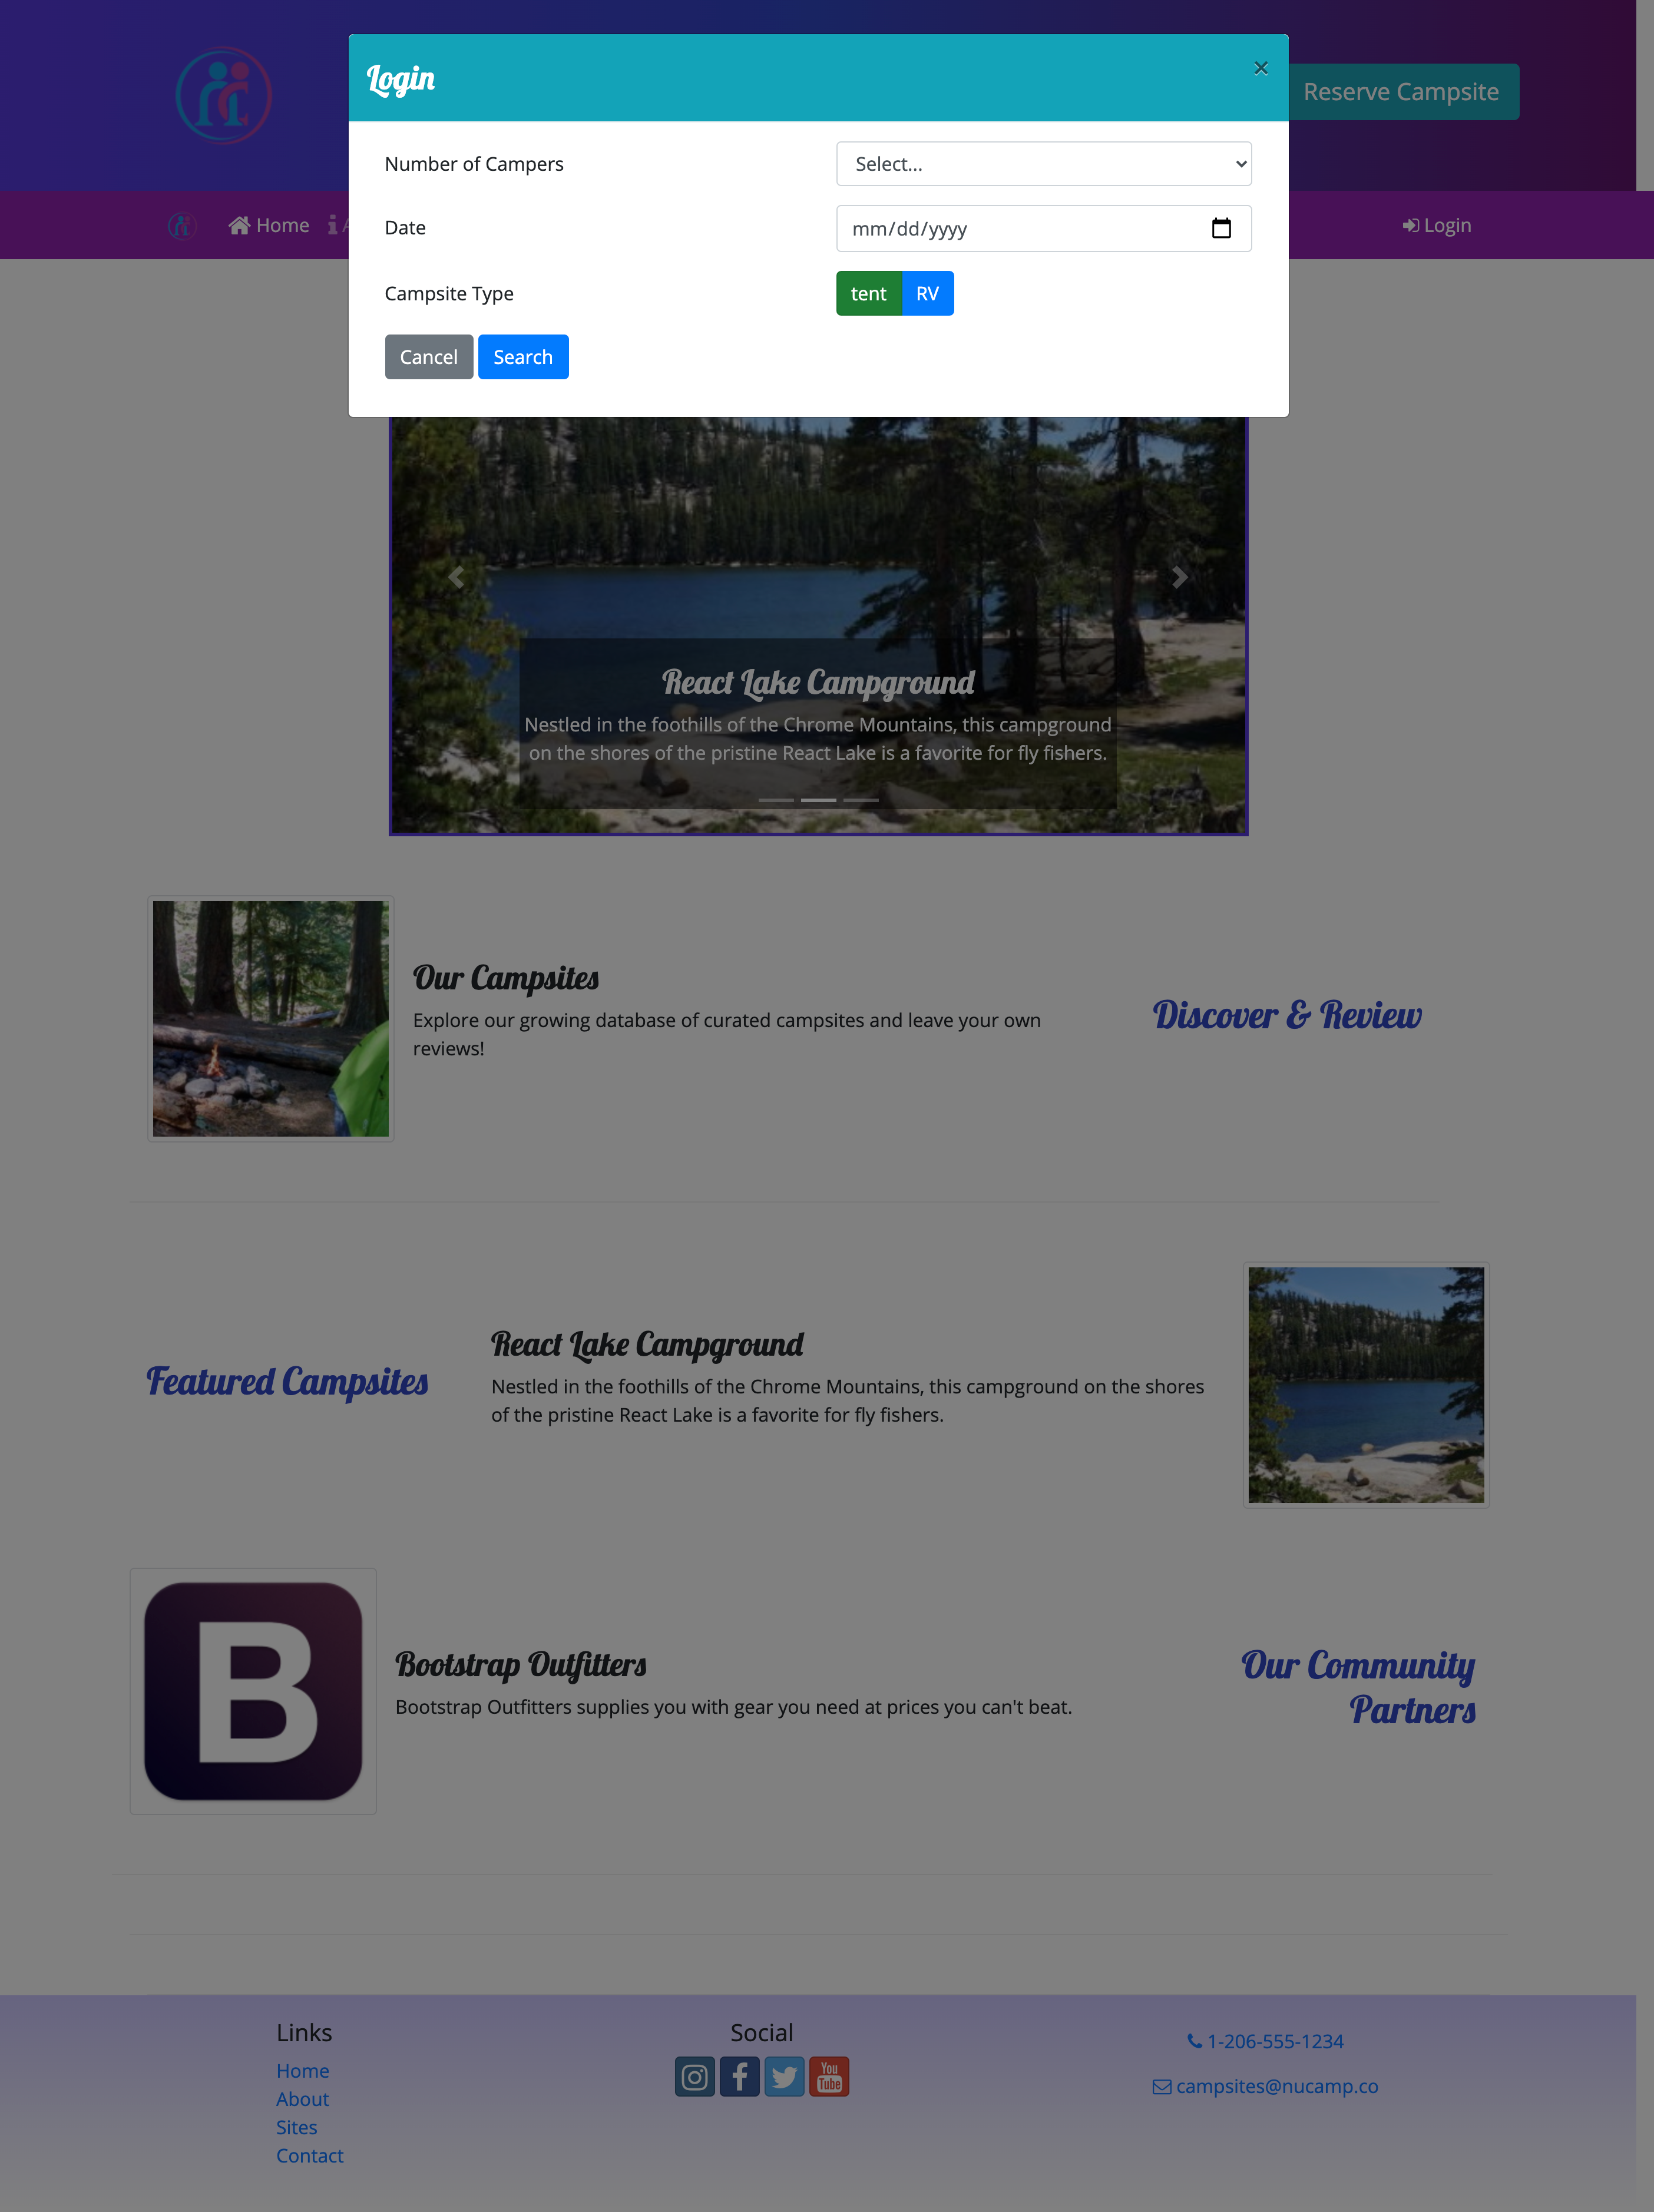 Login
×
Reserve Campsite
Number of Campers
Select...
Date
mm/dd/yyyy
Campsite Type
tent RV
Cancel Search
Home
Login
React Lake Campground
Nestled in the foothills of the Chrome Mountains, this campground
on the shores of the pristine React Lake is a favorite for fly fishers.
Our Campsites
Explore our growing database of curated campsites and leave your own
reviews!
Discover & Review
Featured Campsites
React Lake Campground
Nestled in the foothills of the Chrome Mountains, this campground on the shores
of the pristine React Lake is a favorite for fly fishers.
B
Bootstrap Outfitters
Bootstrap Outfitters supplies you with gear you need at prices you can't beat.
Our Community
Partners
Links
Home
About
Sites
Contact
Social
You
Tube
1-206-555-1234
campsites@nucamp.co